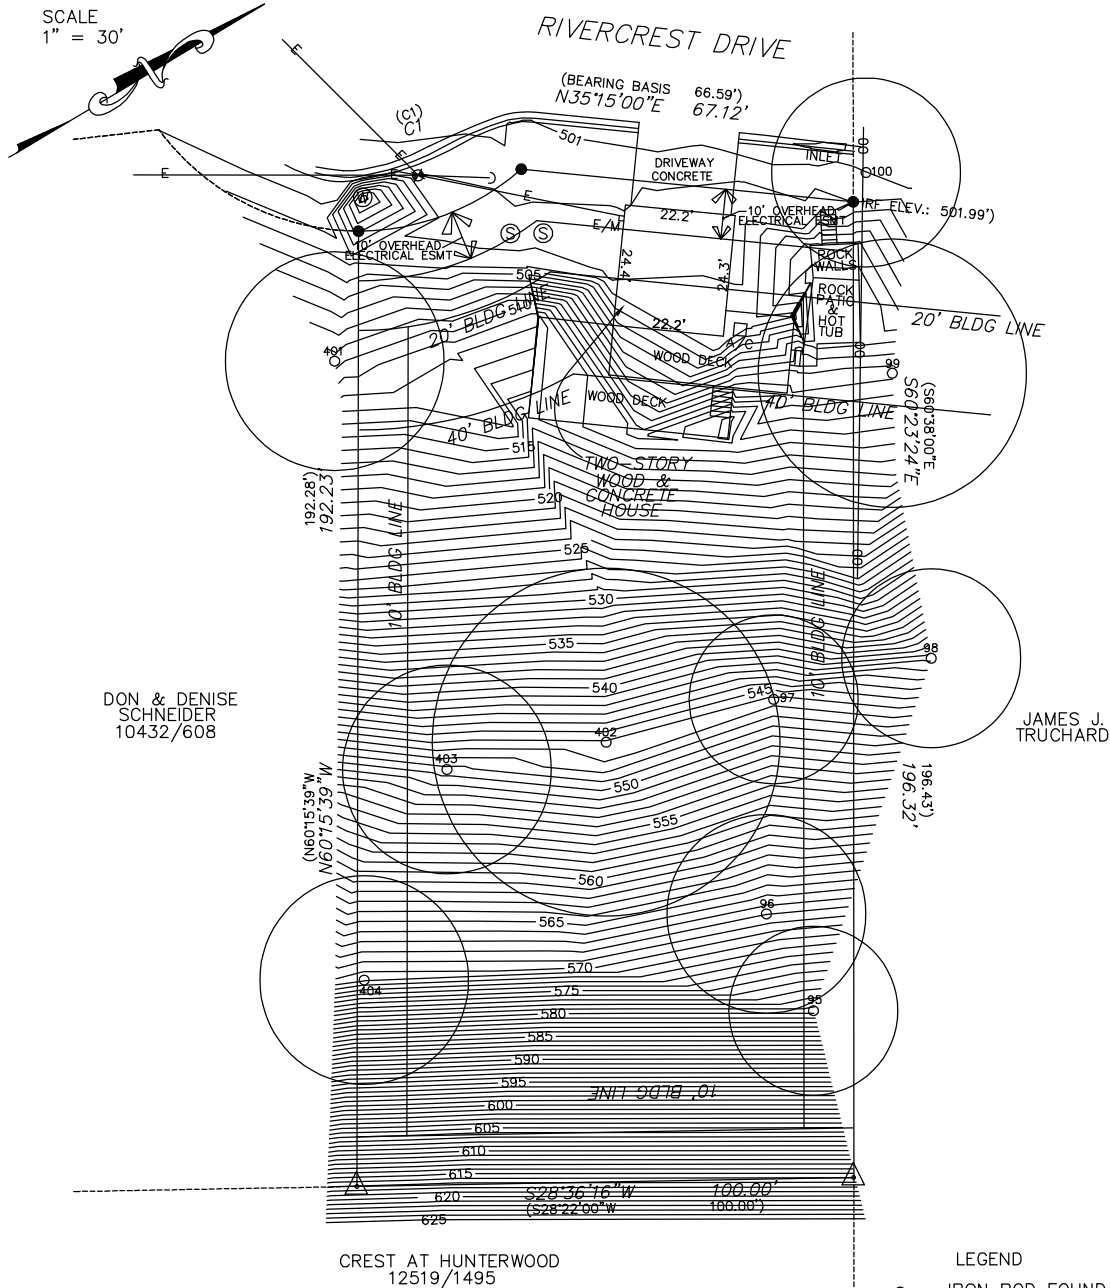 SCALE
1" = 30'
RIVERCREST DRIVE
(BEARING BASIS 66.59')
N35°15'00"E 67.12'
(C1)
C1
E
E
E
E
501
INLET
DRIVEWAY
CONCRETE
100
IRF ELEV.: 501.99')
10' OVERHEAD
ELECTRICAL ESMT
E/M
22.2'
S
S
W
10' OVERHEAD
ELECTRICAL ESMT
24.4'
24.3'
ROCK
WALLS
ROCK
PATIO
&
HOT
TUB
505
510
20' BLDG LINE
22.2'
A/C
20' BLDG LINE
401
WOOD DECK
99
WOOD DECK
40' BLDG LINE
40' BLDG LINE
(S60°38'00"E
S60°23'24"E
515
TWO-STORY
WOOD &
CONCRETE
HOUSE
192.28')
192.23'
520
10' BLDG LINE
525
530
10' BLDG LINE
535
98
540
545
97
DON & DENISE
SCHNEIDER
10432/608
JAMES J.
TRUCHARD
402
403
550
196.43')
196.32'
555
(N60°15'39"W
N60°15'39"W
560
96
565
570
404
575
95
580
585
590
595
10' BLDG LINE
600
605
610
615
S28°36'16"W 100.00'
(S28°22'00"W 100.00')
620
625
CREST AT HUNTERWOOD
12519/1495
LEGEND
IRON ROD FOUND